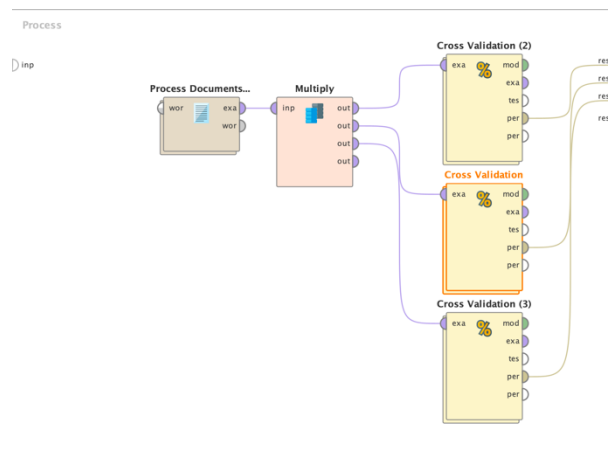 Process
inp
Process Documents...
wor
exa
wor
Multiply
inp
out
out
out
out
Cross Validation (2)
exa
mod
exa
tes
per
per
Cross Validation
exa
mod
exa
tes
per
per
Cross Validation (3)
exa
mod
exa
tes
per
per
res
res
res
res